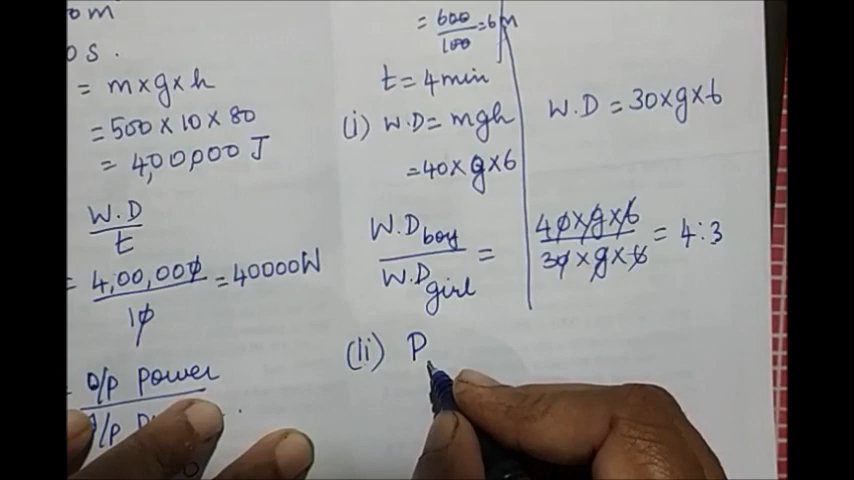 om
os.
= m×g×h
= 500 × 10 × 80
= 4,00,000 J
W.D
t
= 4,00,000 = 40000W
10
= O/p Power
= 600 = 6m
100
t = 4min
(i) W.D = mgh
= 40×g×6
W.D = 30×g×6
W.D boy = 40×g×6 = 4:3
W.D girl 30×g×6
(ii) P